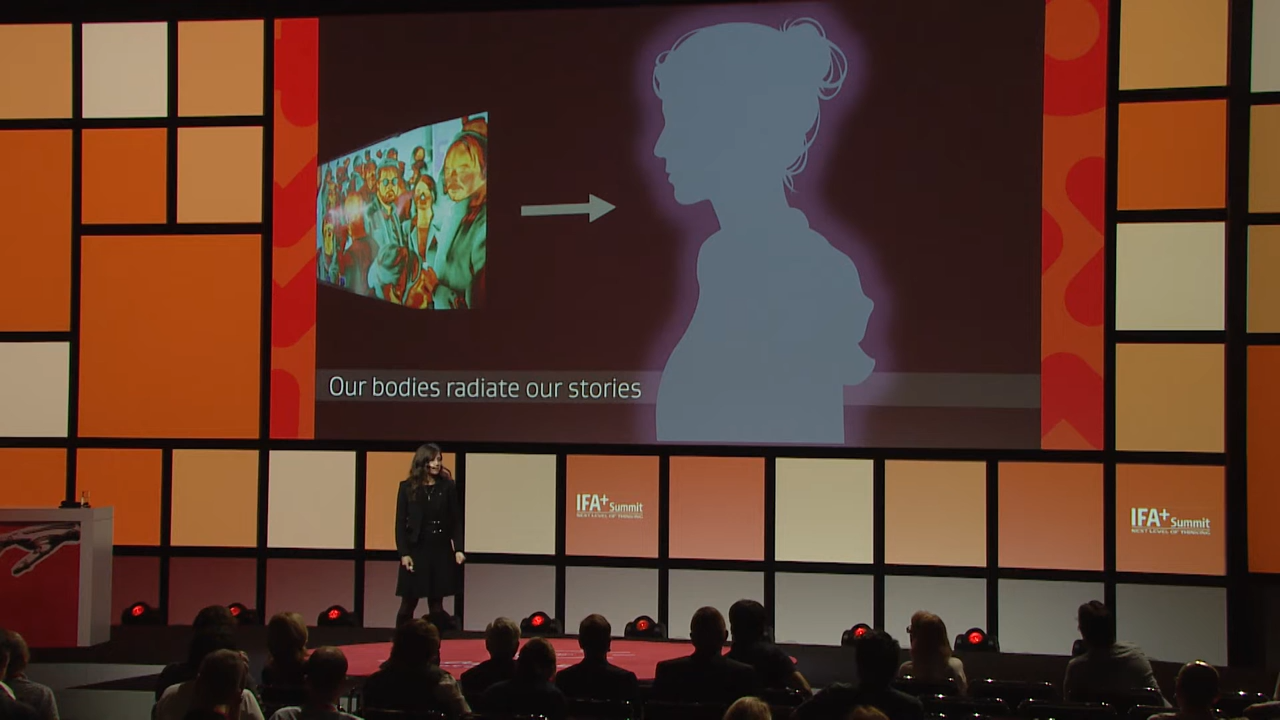 Our bodies radiate our stories
IFA+ Summit
NEXT LEVEL OF THINKING
IFA+ Summit
NEXT LEVEL OF THINKING